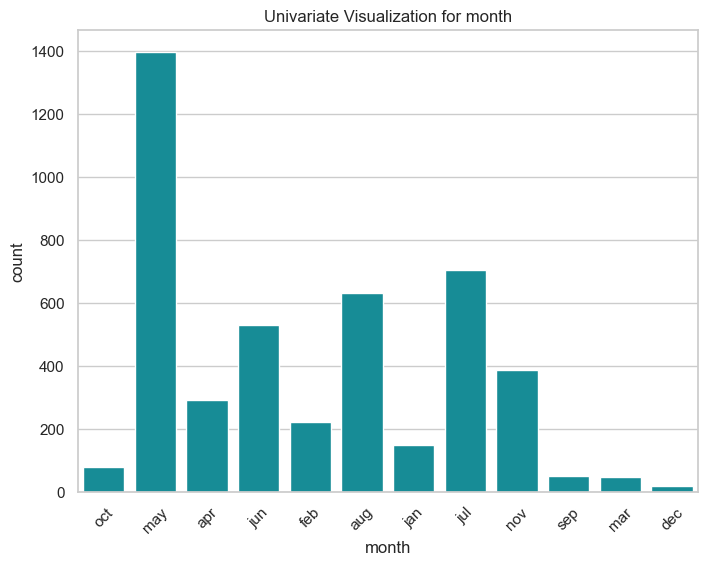 Univariate Visualization for month
count
1400
1200
1000
800
600
400
200
0
oct may apr jun feb aug jan jul nov sep mar dec
month